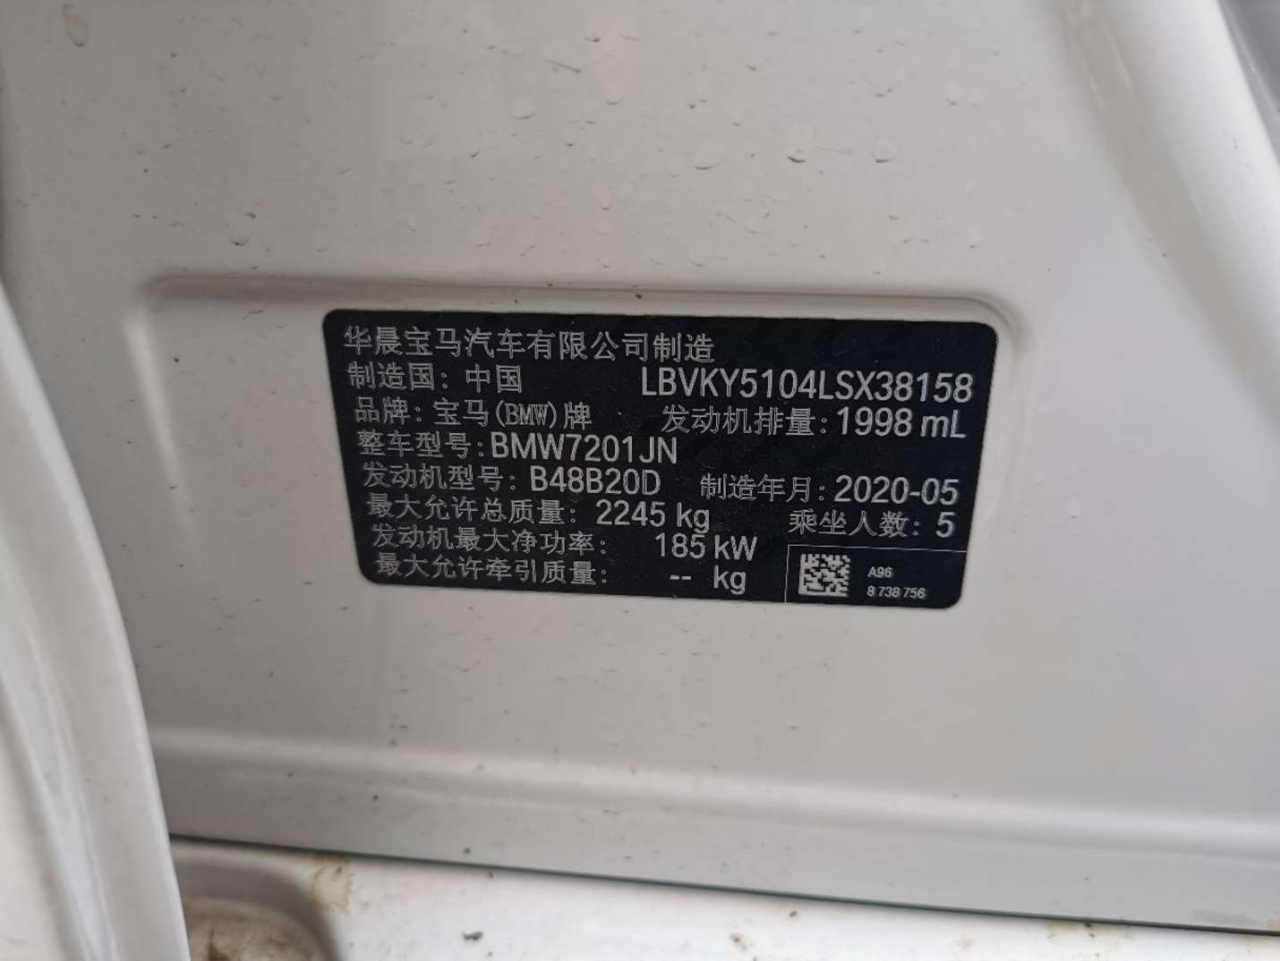 华晨宝马汽车有限公司制造
制造国：中国 LBVKY5104LSX38158
品牌：宝马(BMW)牌 发动机排量：1998 mL
整车型号：BMW7201JN
发动机型号：B48B20D 制造年月：2020-05
最大允许总质量：2245 kg 乘坐人数：5
发动机最大净功率：185 kW
最大允许牵引质量：-- kg
A96
8 738 756